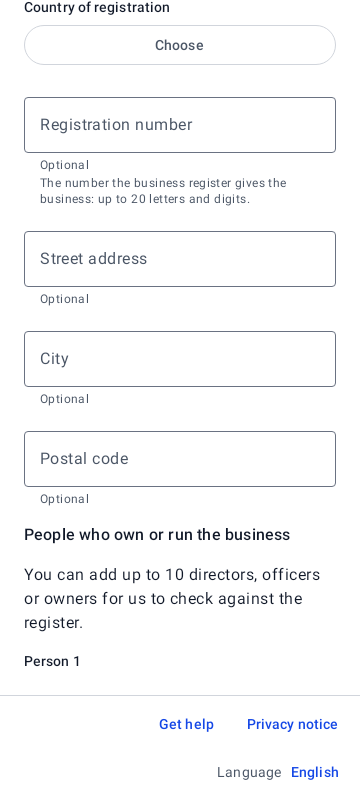 Country of registration
Choose
Registration number
Optional
The number the business register gives the
business: up to 20 letters and digits.
Street address
Optional
City
Optional
Postal code
Optional
People who own or run the business
You can add up to 10 directors, officers
or owners for us to check against the
register.
Person 1
Get help Privacy notice
Language English